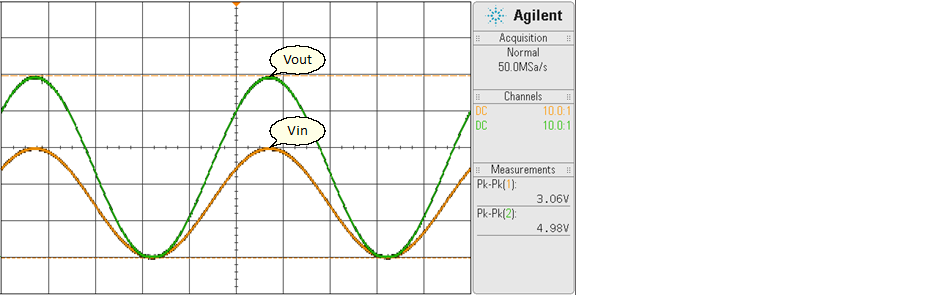 Vout
Vin
Agilent
Acquisition
Normal
50.0MSa/s
Channels
DC 10.0:1
DC 10.0:1
Measurements
Pk-Pk(1):
3.06V
Pk-Pk(2):
4.98V